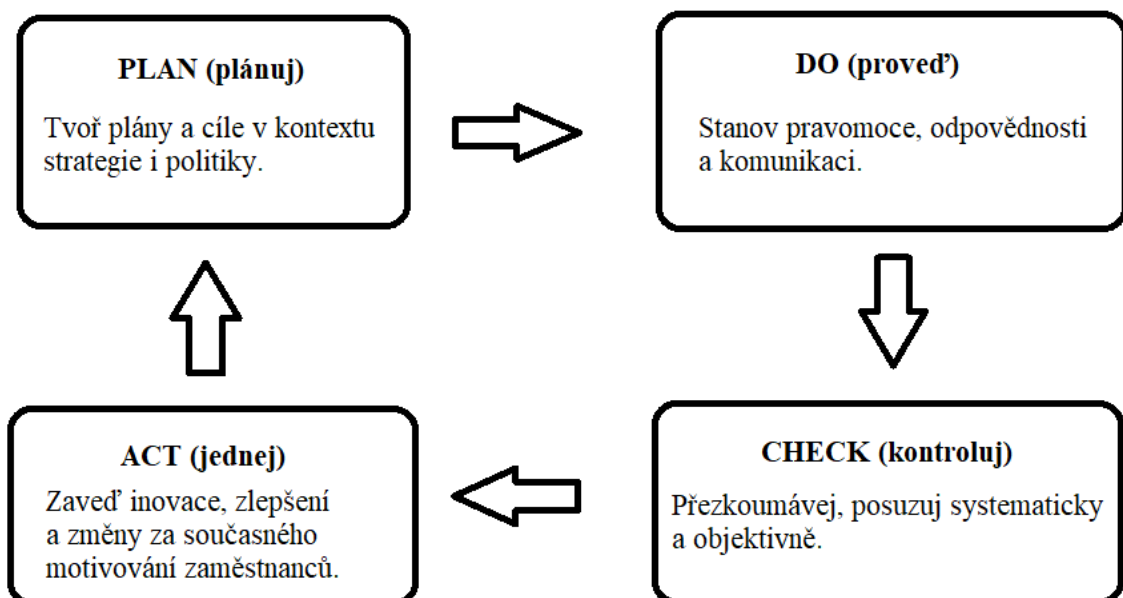 PLAN (plánuj)
Tvoř plány a cíle v kontextu
strategie i politiky.
DO (proveď)
Stanov pravomoce, odpovědnosti
a komunikaci.
ACT (jednej)
Zaveď inovace, zlepšení
a změny za současného
motivování zaměstnanců.
CHECK (kontroluj)
Přezkoumávej, posuzuj systematicky
a objektivně.